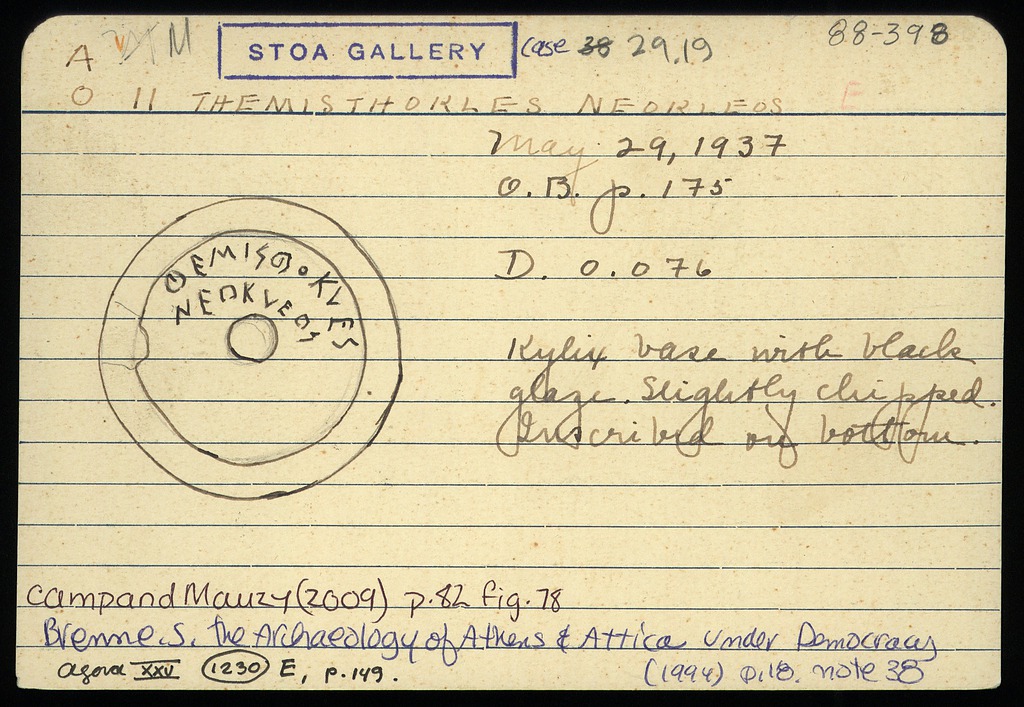 A M STOA GALLERY case 38 29,19 88-398
O 11 THEMISTHOKLES NEOKLEOS E
May 29, 1937
O.B. p. 175
D. 0.076
ΘEMISΘOKLES
NEOKLEOS
Kylix base with black
glaze. Slightly chipped.
Inscribed on bottom.
Camp and Mauzy (2009) p.82 fig. 78
Brenne. S. The Archaeology of Athens & Attica under Democracy
(1994) p.18. note 38
Agora XXV 1230 E, p.149.